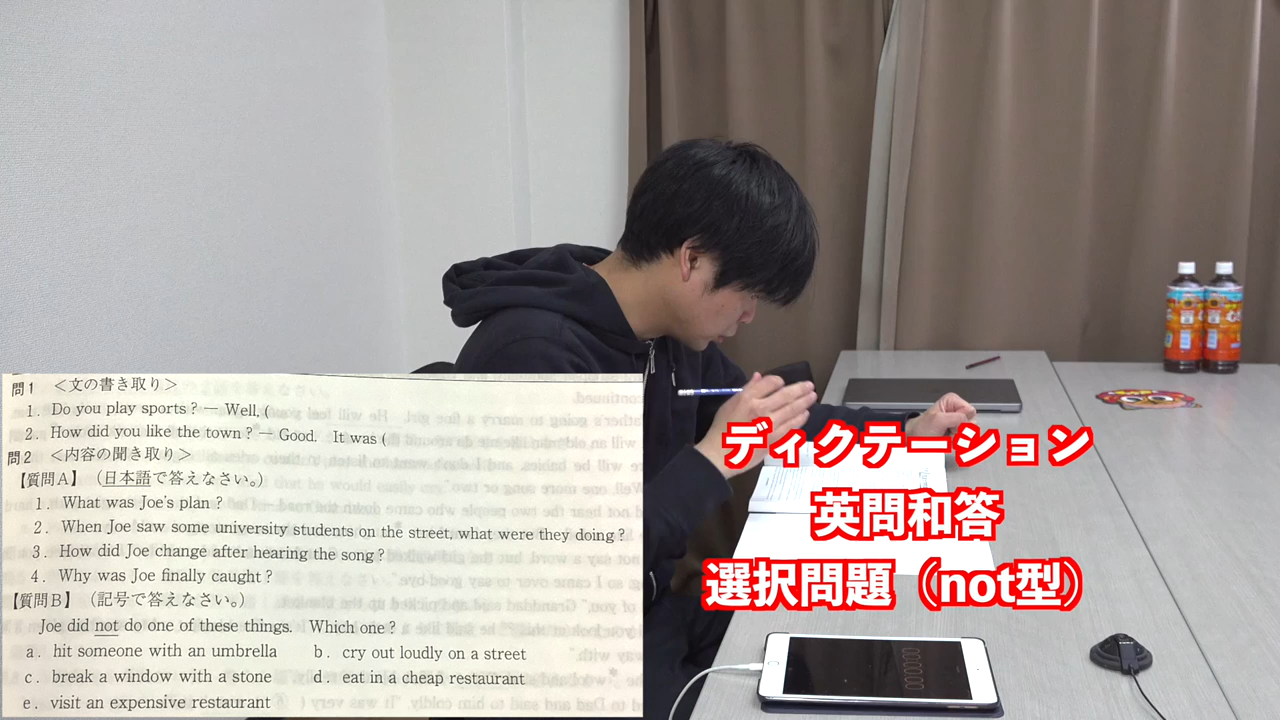 問1 <文の書き取り>
1. Do you play sports? — Well, (
2. How did you like the town? — Good. It was (
問2 <内容の聞き取り>
【質問A】(日本語で答えなさい。)
1. What was Joe's plan?
2. When Joe saw the university students on the street, what were they doing?
3. How did Joe change after hearing the song?
4. Why was Joe finally caught?
【質問B】(記号で答えなさい。)
Joe did not do one of these things. Which one?
a. hit someone with an umbrella b. cry out loudly on a street
c. break a window with a stone d. eat in a cheap restaurant
e. visit an expensive restaurant
ディクテーション
英問和答
選択問題(not型)